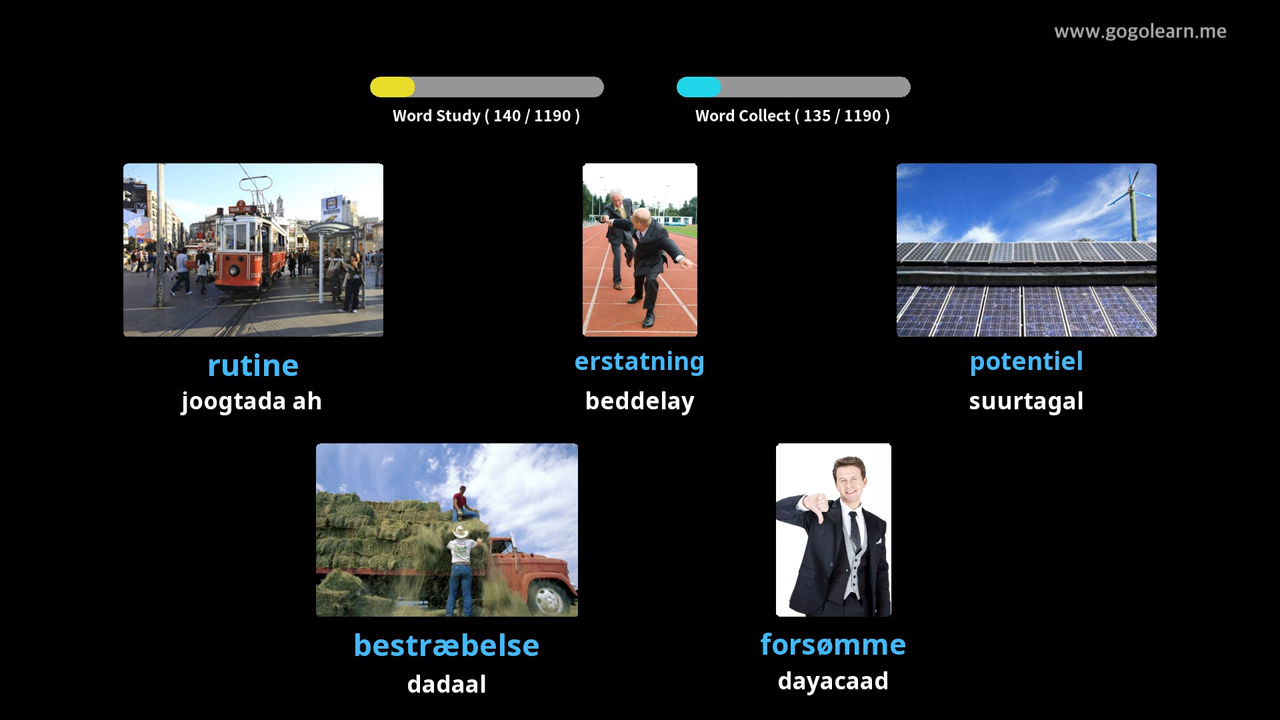 www.gogolearn.me
Word Study ( 140 / 1190 )
Word Collect ( 135 / 1190 )
rutine
joogtada ah
erstatning
beddelay
potentiel
suurtagal
bestræbelse
dadaal
forsømme
dayacaad